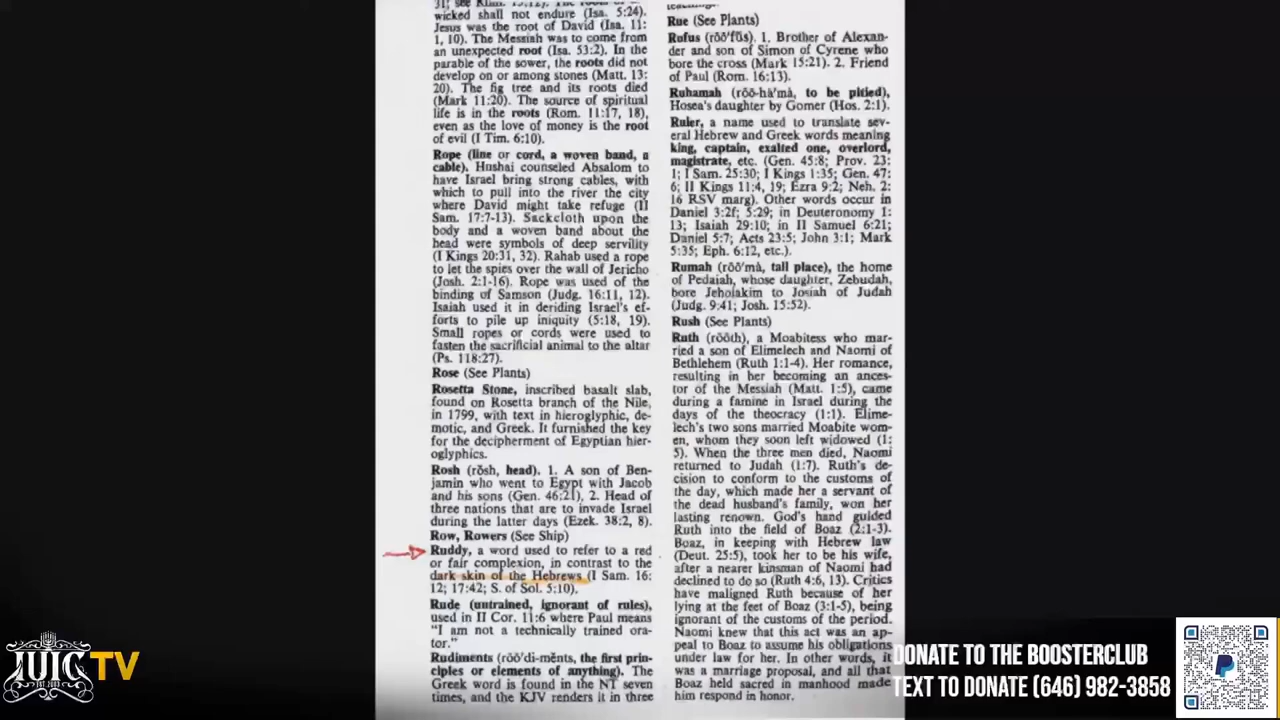 31; see
wicked shall not endure (Isa. 5:24).
Jesus was the root of David (Isa. 11:
1, 10). The Messiah was to come from
an unexpected root (Isa. 53:2). In the
parable of the sower, the roots did not
develop on or among stones (Matt. 13:
20). The fig tree and its roots died
(Mark 11:20). The source of spiritual
life is in the roots (Rom. 11:17, 18),
even as the love of money is the root
of evil (I Tim. 6:10).
Rope (line or cord, a woven band, a
cable). Hushai counseled Absalom to
have Israel bring strong cables, with
which to pull into the river the city
where David might take refuge (II
Sam. 17:7-13). Sackcloth upon the
body and a woven band about the
head were symbols of deep servility
(I Kings 20:31, 32). Rahab used a rope
to let the spies over the wall of Jericho
(Josh. 2:1-16). Rope was used of the
binding of Samson (Judg. 16:11, 12).
Isaiah used it in deriding Israel's ef-
forts to pile up iniquity (5:18, 19).
Small ropes or cords were used to
fasten the sacrificial animal to the altar
(Ps. 118:27).
Rose (See Plants)
Rosetta Stone, inscribed basalt slab,
found on Rosetta branch of the Nile,
in 1799, with text in hieroglyphic, de-
motic, and Greek. It furnished the key
for the decipherment of Egyptian hier-
oglyphics.
Rosh (rŏsh, head). 1. A son of Ben-
jamin who went to Egypt with Jacob
and his sons (Gen. 46:21), 2. Head of
three nations that are to invade Israel
during the latter days (Ezek. 38:2, 8).
Row, Rowers (See Ship)
Ruddy, a word used to refer to a red
or fair complexion, in contrast to the
dark skin of the Hebrews (I Sam. 16:
12; 17:42; S. of Sol. 5:10).
Rude (untrained, ignorant of rules),
used in II Cor. 11:6 where Paul means
"I am not a technically trained ora-
tor."
Rudiments (rōō'di-mĕnts, the first prin-
ciples or elements of anything). The
Greek word is found in the NT seven
times, and the KJV renders it in three
Rue (See Plants)
Rufus (rōō'fŭs). 1. Brother of Alexan-
der and son of Simon of Cyrene who
bore the cross (Mark 15:21). 2. Friend
of Paul (Rom. 16:13).
Ruhamah (rōō-hà'mà, to be pitied),
Hosea's daughter by Gomer (Hos. 2:1).
Ruler, a name used to translate sev-
eral Hebrew and Greek words meaning
king, captain, exalted one, overlord,
magistrate, etc. (Gen. 45:8; Prov. 23:
1; I Sam. 25:30; I Kings 1:35; Gen. 47:
6; II Kings 11:4, 19; Ezra 9:2; Neh. 2:
16 RSV marg). Other words occur in
Daniel 3:2f; 5:29; in Deuteronomy 1:
13; Isaiah 29:10; in II Samuel 6:21;
Daniel 5:7; Acts 23:5; John 3:1; Mark
5:35; Eph. 6:12, etc.).
Rumah (rōō'mà, tall place), the home
of Pedaiah, whose daughter, Zebudah,
bore Jehoiakim to Josiah of Judah
(Judg. 9:41; Josh. 15:52).
Rush (See Plants)
Ruth (rōōth), a Moabitess who mar-
ried a son of Elimelech and Naomi of
Bethlehem (Ruth 1:1-4). Her romance,
resulting in her becoming an ances-
tor of the Messiah (Matt. 1:5), came
during a famine in Israel during the
days of the theocracy (1:1). Elime-
lech's two sons married Moabite wom-
en, whom they soon left widowed (1:
5). When the three men died, Naomi
returned to Judah (1:7). Ruth's de-
cision to conform to the customs of
the day, which made her a servant of
the dead husband's family, won her
lasting renown. God's hand guided
Ruth into the field of Boaz (2:1-3).
Boaz, in keeping with Hebrew law
(Deut. 25:5), took her to be his wife,
after a nearer kinsman of Naomi had
declined to do so (Ruth 4:6, 13). Critics
have maligned Ruth because of her
lying at the feet of Boaz (3:1-5), being
ignorant of the customs of the period.
Naomi knew that this act was an ap-
peal to Boaz to assume his obligations
under law for her. In other words, it
was a marriage proposal, and all that
Boaz held sacred in manhood made
him respond in honor.
IUIC TV
DONATE TO THE BOOSTERCLUB
TEXT TO DONATE (646) 982-3858